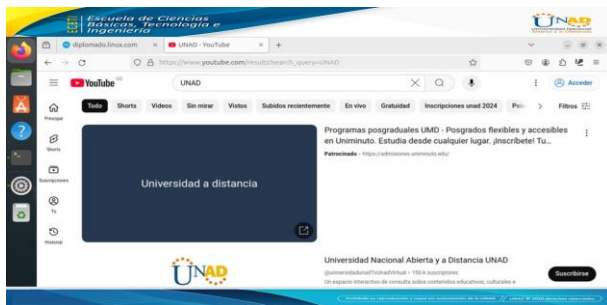 Escuela de Ciencias
Básicas, Tecnología e
Ingeniería
ECBTI
UNAD
diplomado.linux.com
UNAD - YouTube
https://www.youtube.com/results?search_query=UNAD
YouTube
UNAD
Acceder
Todo Shorts Videos Sin mirar Vistos Subidos recientemente En vivo Gratuidad Inscripciones unad 2024 Filtros
Principal
Shorts
Suscripciones
Tú
Historial
Universidad a distancia
Programas posgraduales UMD - Posgrados flexibles y accesibles
en Uniminuto. Estudia desde cualquier lugar. ¡Inscríbete! Tu...
Patrocinado · https://admisiones.uniminuto.edu/
UNAD
Universidad Nacional Abierta y a Distancia UNAD
150 k suscriptores
Un espacio interactivo de consulta sobre contenidos educativos, culturales e
Suscribirse